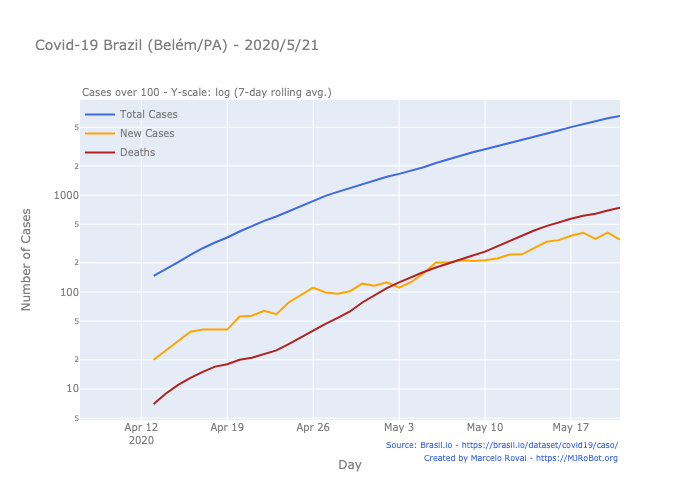 Covid-19 Brazil (Belém/PA) - 2020/5/21
Cases over 100 - Y-scale: log (7-day rolling avg.)
Total Cases
New Cases
Deaths
5
2
1000
5
2
100
5
2
10
5
Number of Cases
Apr 12 Apr 19 Apr 26 May 3 May 10 May 17
2020
Day
Source: Brasil.io - https://brasil.io/dataset/covid19/caso/
Created by Marcelo Rovai - https://MJRoBot.org